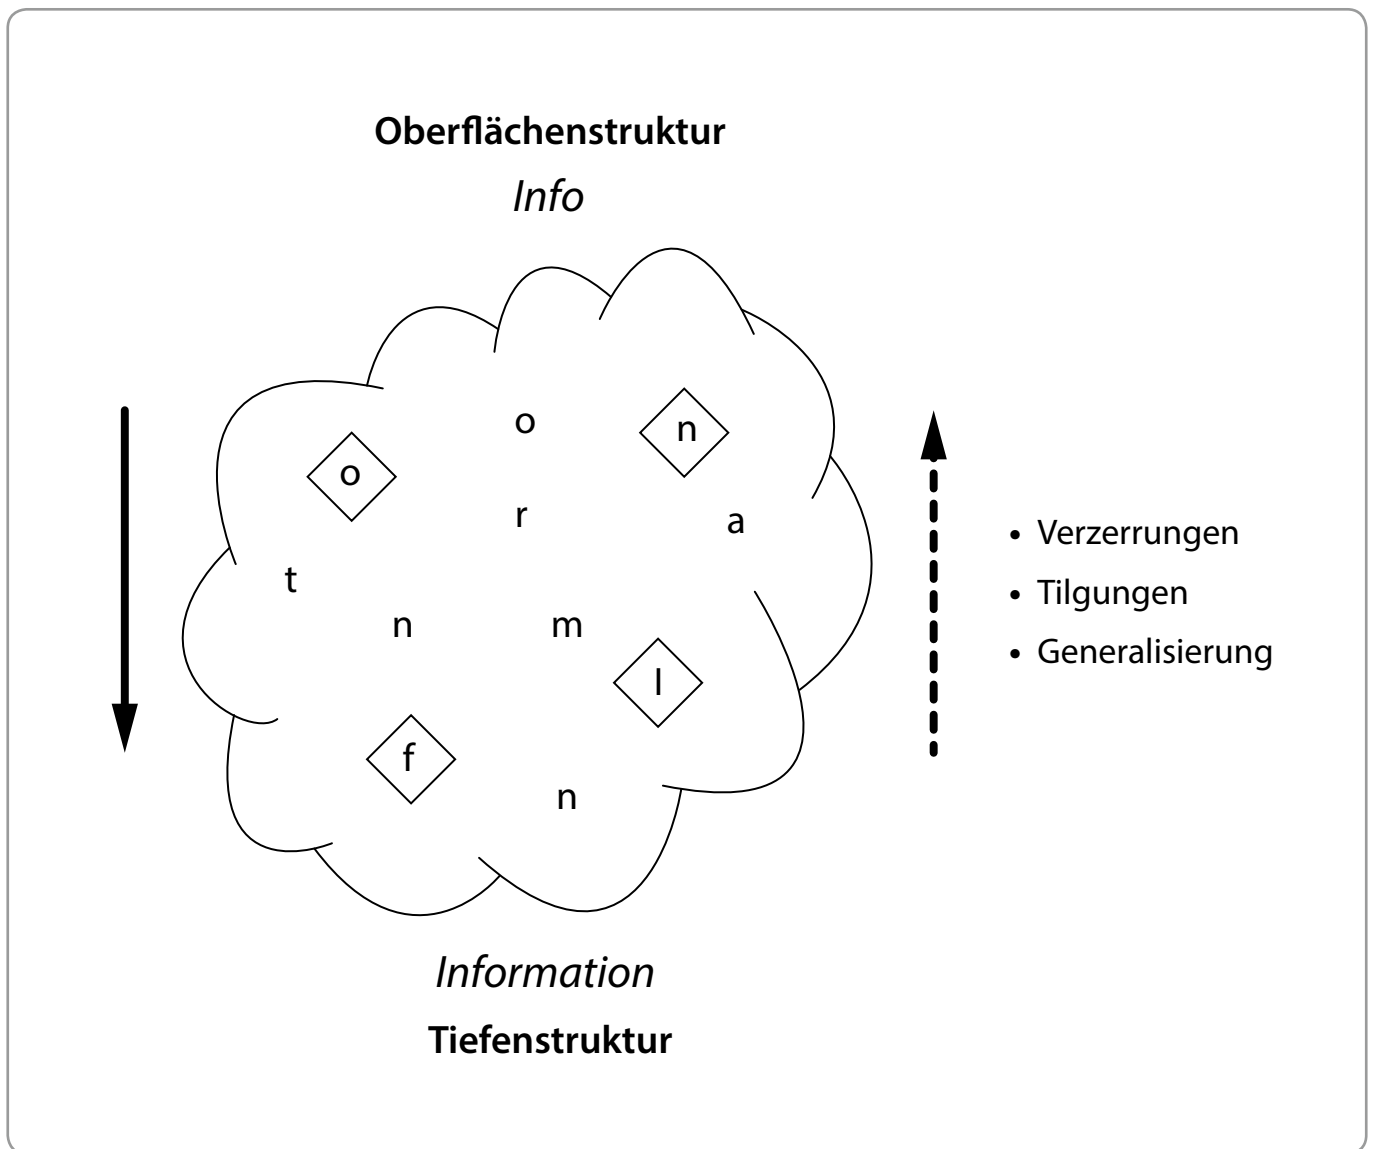 Oberflächenstruktur
Info
o
n
o
r
a
t
n
m
I
f
n
• Verzerrungen
• Tilgungen
• Generalisierung
Information
Tiefenstruktur